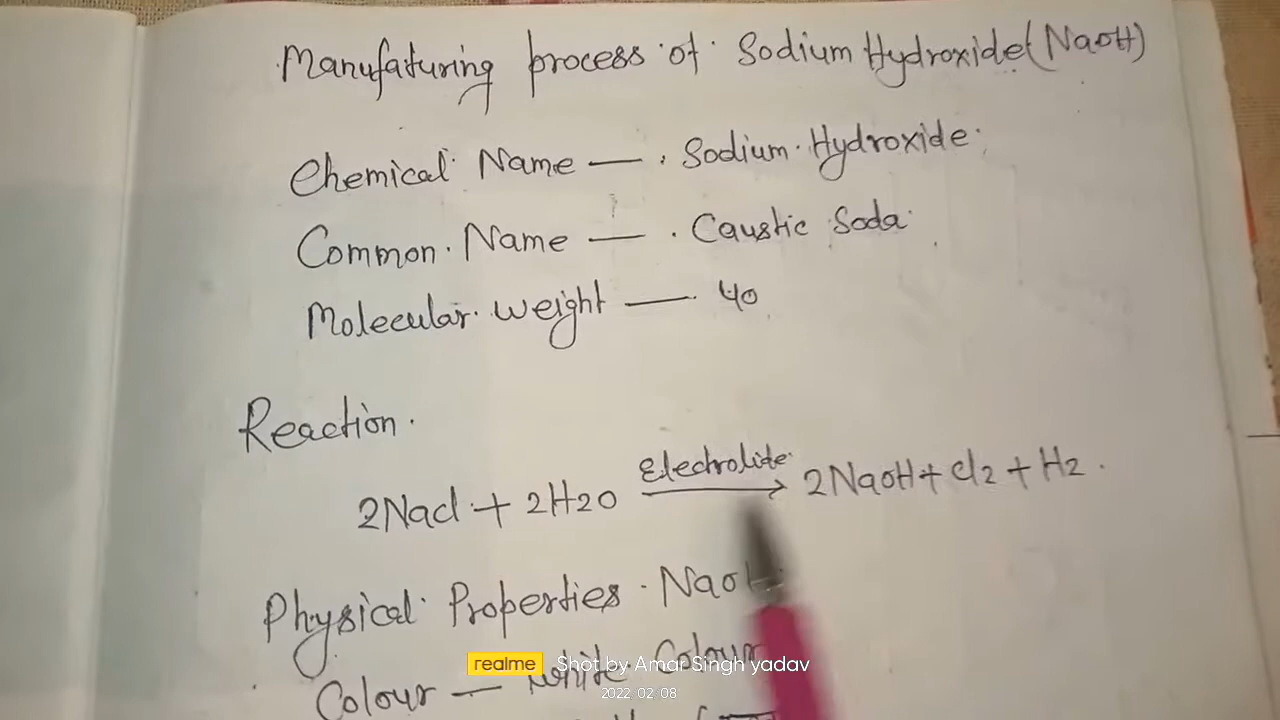 Manufaturing process of Sodium Hydroxide(NaOH)
Chemical Name — Sodium Hydroxide
Common Name — Caustic Soda
Molecular weight — 40
Reaction.
Electrolite
2Nacl + 2H2O → 2NaOH + Cl2 + H2.
Physical Properties NaOH
Colour — White Colour
realme Shot by Amar Singh yadav
2022. 02. 08